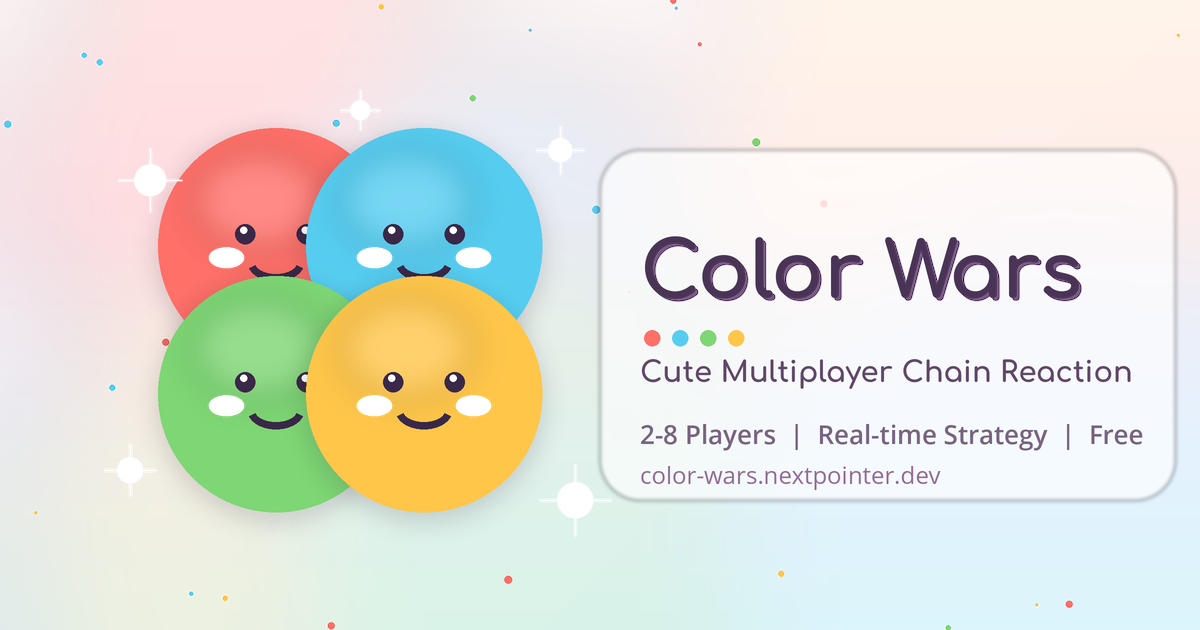 Color Wars
Cute Multiplayer Chain Reaction
2-8 Players | Real-time Strategy | Free
color-wars.nextpointer.dev